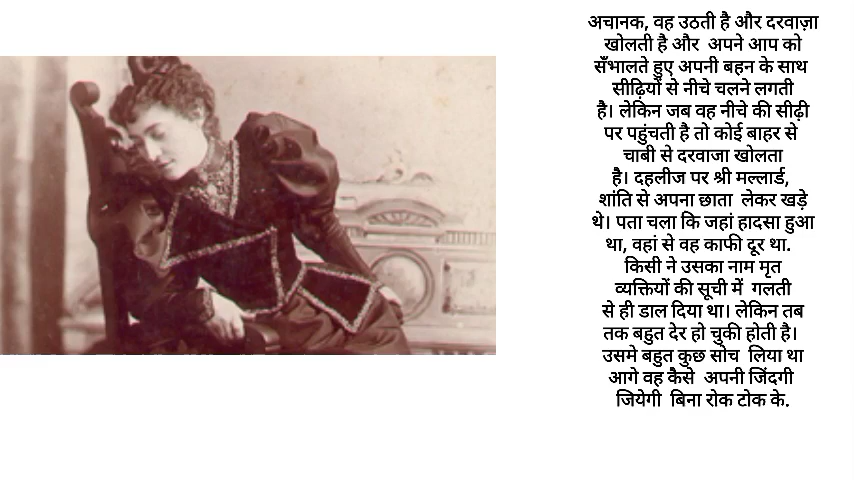 अचानक, वह उठती है और दरवाज़ा
खोलती है और अपने आप को
सँभालते हुए अपनी बहन के साथ
सीढ़ियों से नीचे चलने लगती
है। लेकिन जब वह नीचे की सीढ़ी
पर पहुंचती है तो कोई बाहर से
चाबी से दरवाजा खोलता
है। दहलीज पर श्री मल्लार्ड,
शांति से अपना छाता लेकर खड़े
थे। पता चला कि जहां हादसा हुआ
था, वहां से वह काफी दूर था.
किसी ने उसका नाम मृत
व्यक्तियों की सूची में गलती
से ही डाल दिया था। लेकिन तब
तक बहुत देर हो चुकी होती है।
उसमे बहुत कुछ सोच लिया था
आगे वह कैसे अपनी जिंदगी
जियेगी बिना रोक टोक के.